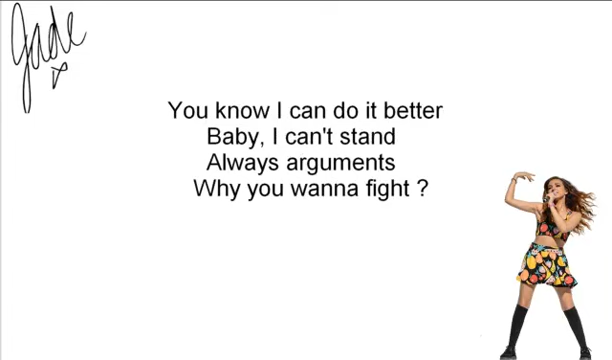 Jade x
You know I can do it better
Baby, I can't stand
Always arguments
Why you wanna fight ?